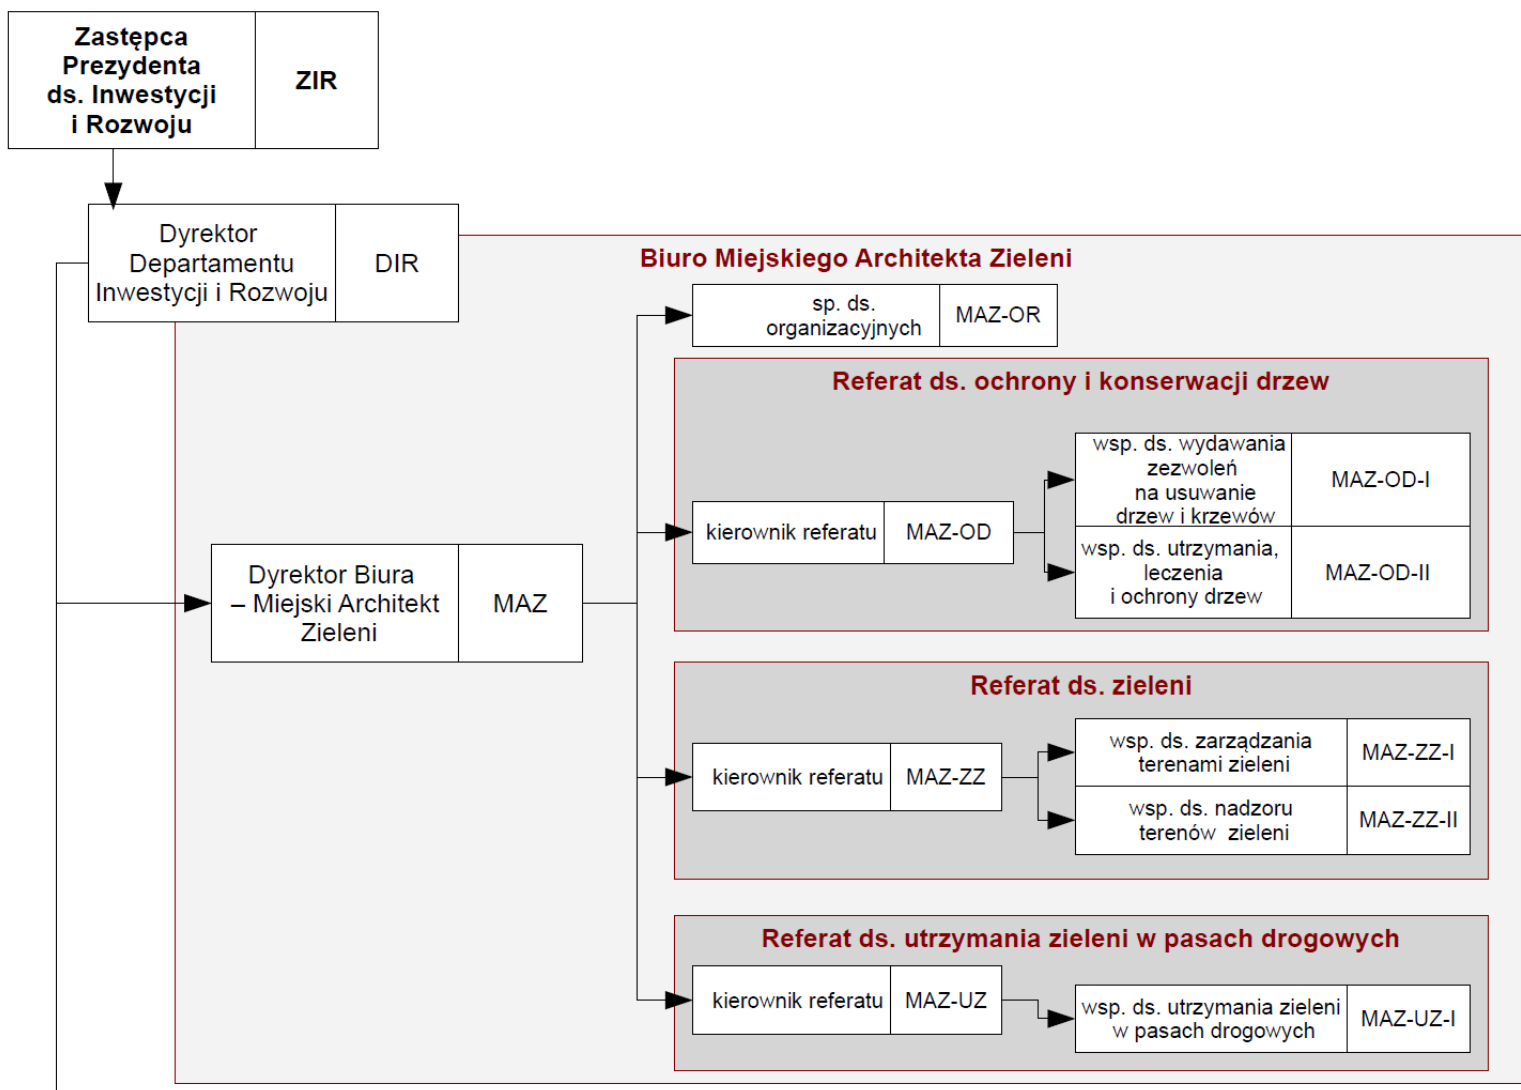 Zastępca
Prezydenta
ds. Inwestycji
i Rozwoju
ZIR
Dyrektor
Departamentu
Inwestycji i Rozwoju
DIR
Biuro Miejskiego Architekta Zieleni
sp. ds.
organizacyjnych
MAZ-OR
Referat ds. ochrony i konserwacji drzew
kierownik referatu
MAZ-OD
wsp. ds. wydawania
zezwoleń
na usuwanie
drzew i krzewów
MAZ-OD-I
wsp. ds. utrzymania,
leczenia
i ochrony drzew
MAZ-OD-II
Dyrektor Biura
– Miejski Architekt
Zieleni
MAZ
Referat ds. zieleni
kierownik referatu
MAZ-ZZ
wsp. ds. zarządzania
terenami zieleni
MAZ-ZZ-I
wsp. ds. nadzoru
terenów zieleni
MAZ-ZZ-II
Referat ds. utrzymania zieleni w pasach drogowych
kierownik referatu
MAZ-UZ
wsp. ds. utrzymania zieleni
w pasach drogowych
MAZ-UZ-I